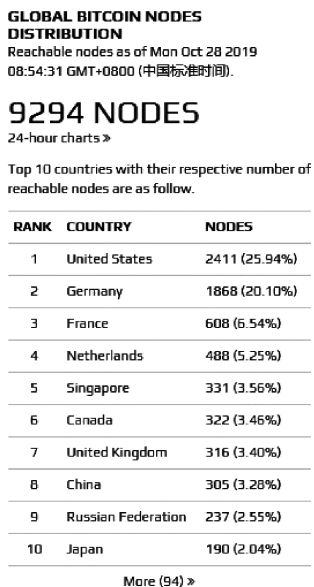 GLOBAL BITCOIN NODES
DISTRIBUTION
Reachable nodes as of Mon Oct 28 2019
08:54:31 GMT+0800 (中国标准时间).
9294 NODES
24-hour charts »
Top 10 countries with their respective number of
reachable nodes are as follow.
RANK COUNTRY NODES
1 United States 2411 (25.94%)
2 Germany 1868 (20.10%)
3 France 608 (6.54%)
4 Netherlands 488 (5.25%)
5 Singapore 331 (3.56%)
6 Canada 322 (3.46%)
7 United Kingdom 316 (3.40%)
8 China 305 (3.28%)
9 Russian Federation 237 (2.55%)
10 Japan 190 (2.04%)
More (94) »